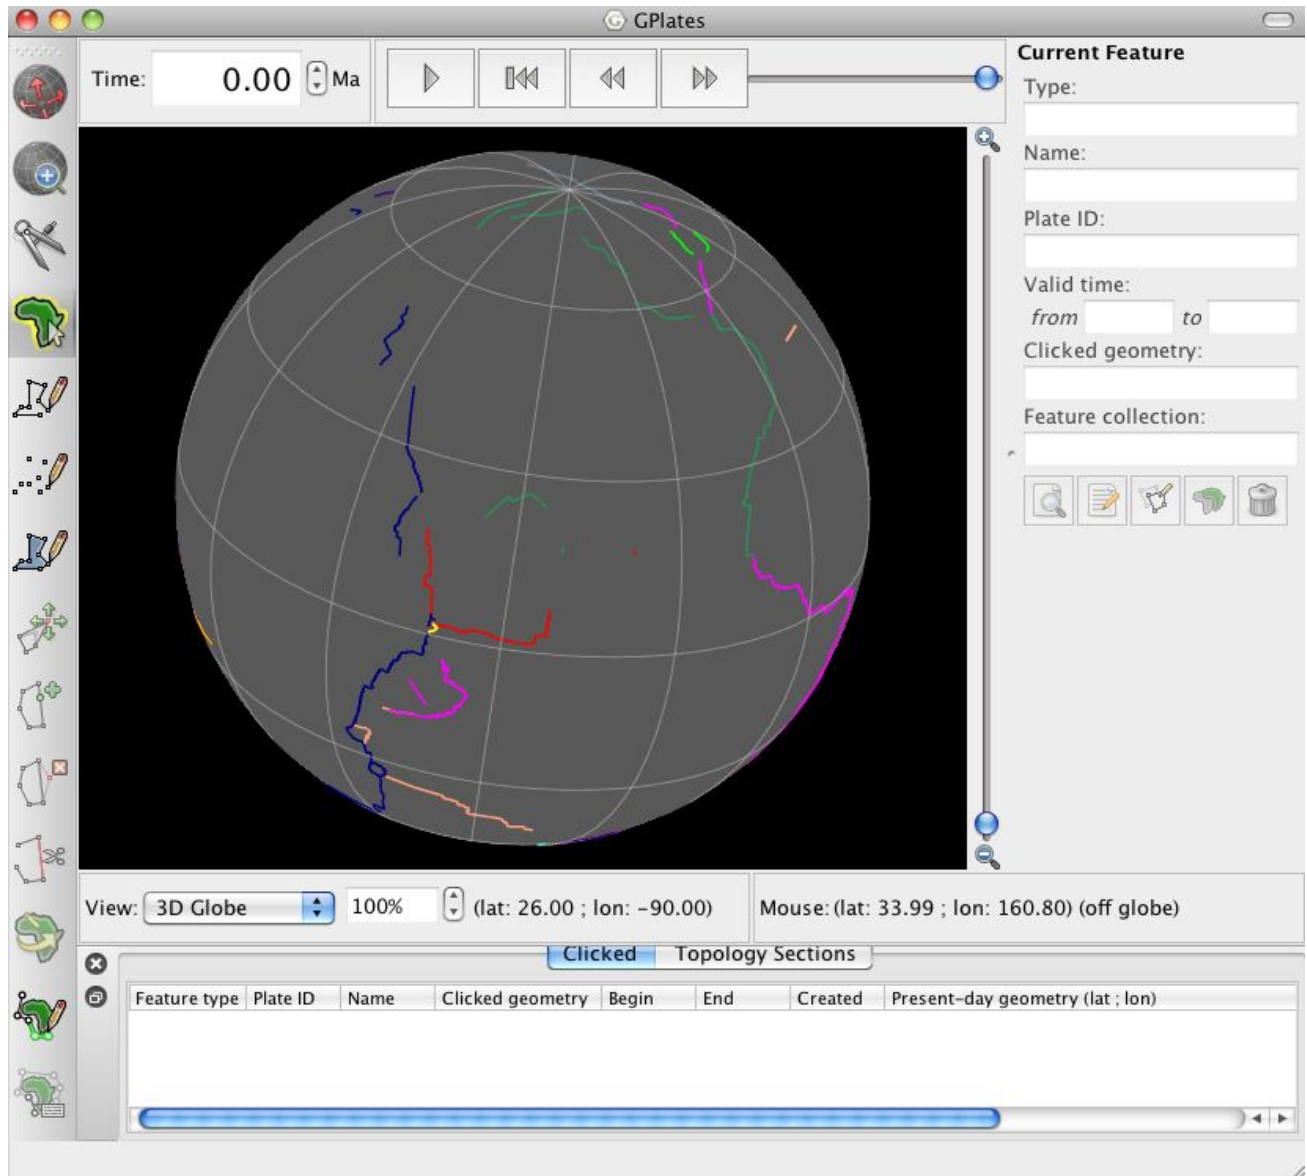 GPlates
Time: 0.00 Ma
Current Feature
Type:
Name:
Plate ID:
Valid time:
from to
Clicked geometry:
Feature collection:
View: 3D Globe 100% (lat: 26.00 ; lon: -90.00) Mouse: (lat: 33.99 ; lon: 160.80) (off globe)
Clicked Topology Sections
Feature type Plate ID Name Clicked geometry Begin End Created Present-day geometry (lat ; lon)